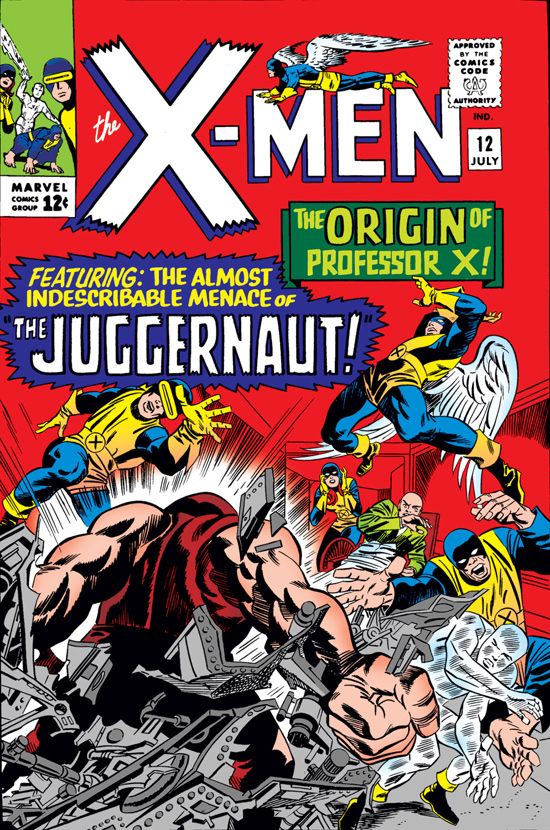 the X-MEN
APPROVED
BY THE
COMICS
CODE
CA
AUTHORITY
IND.
12
JULY
MARVEL
COMICS
GROUP 12¢
THE ORIGIN OF
PROFESSOR X!
FEATURING: THE ALMOST
INDESCRIBABLE MENACE OF
"THE JUGGERNAUT!"